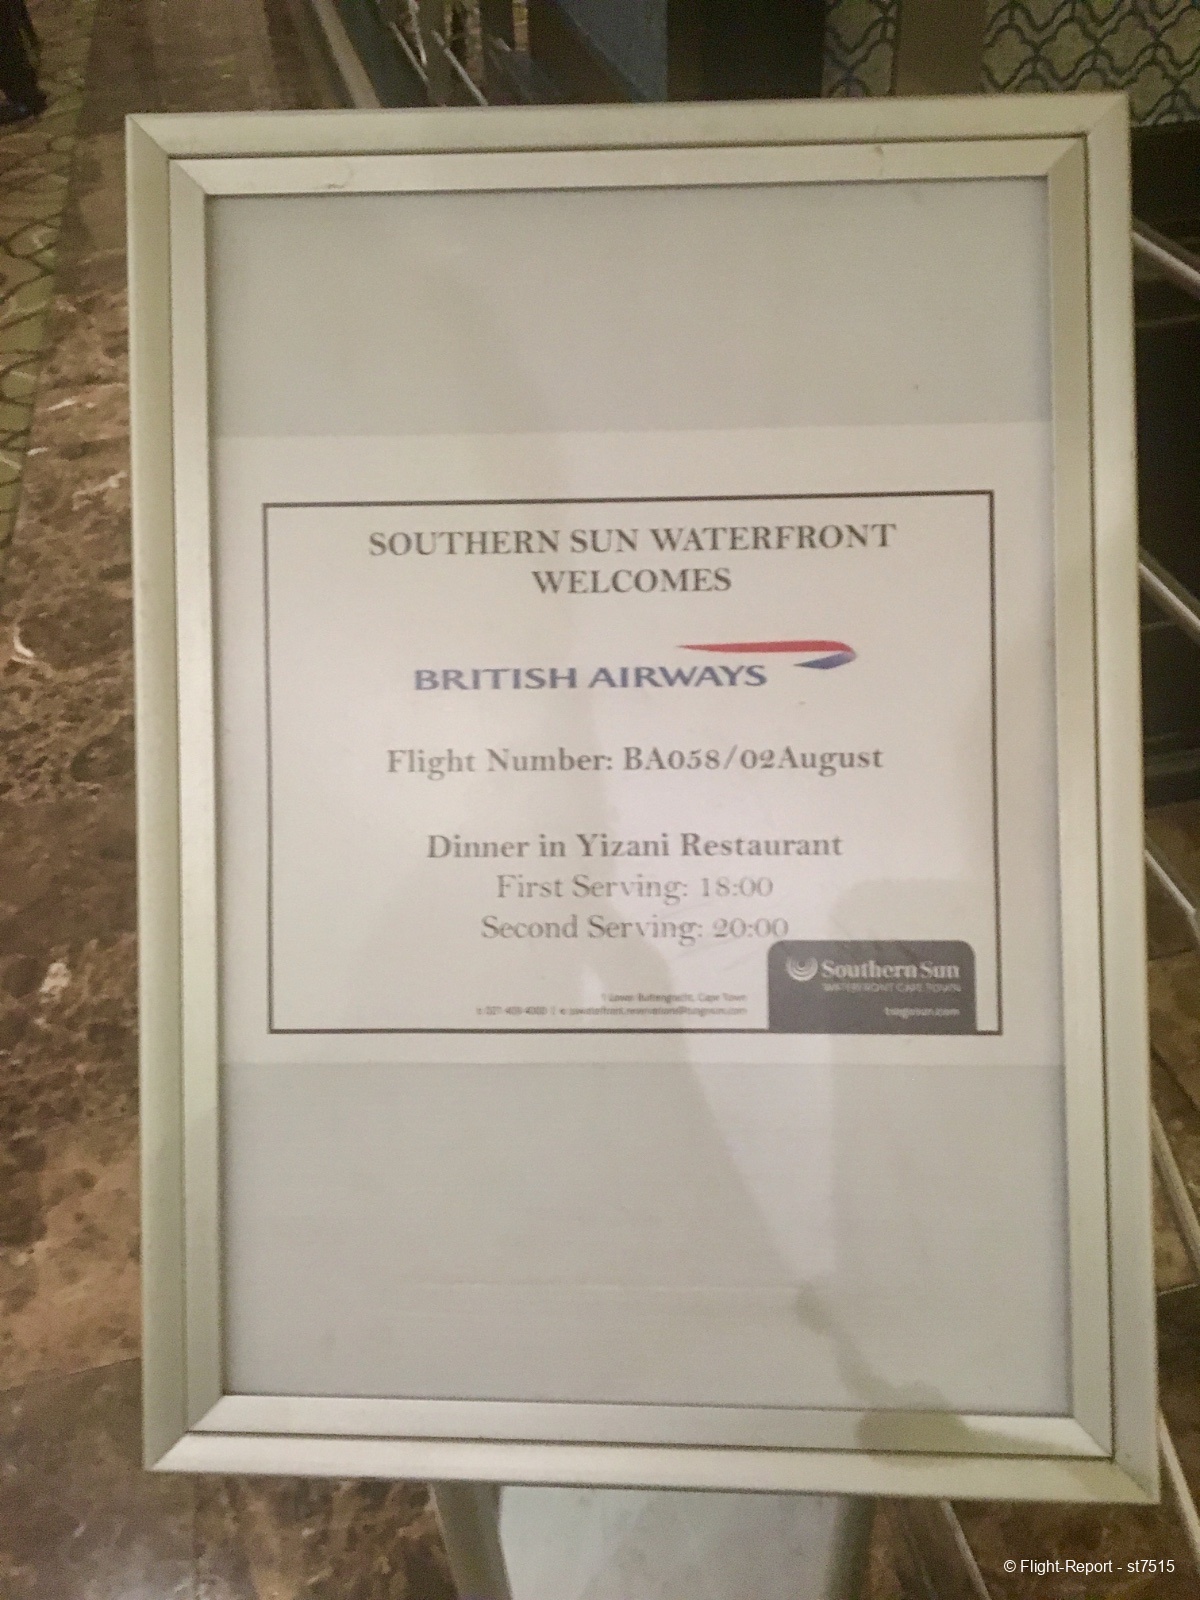 SOUTHERN SUN WATERFRONT
WELCOMES
BRITISH AIRWAYS
Flight Number: BA058/02August
Dinner in Yizani Restaurant
First Serving: 18:00
Second Serving: 20:00
Southern Sun
WATERFRONT CAPE TOWN
1 Lower Buitengracht, Cape Town
tsogosun.com
© Flight-Report - st7515